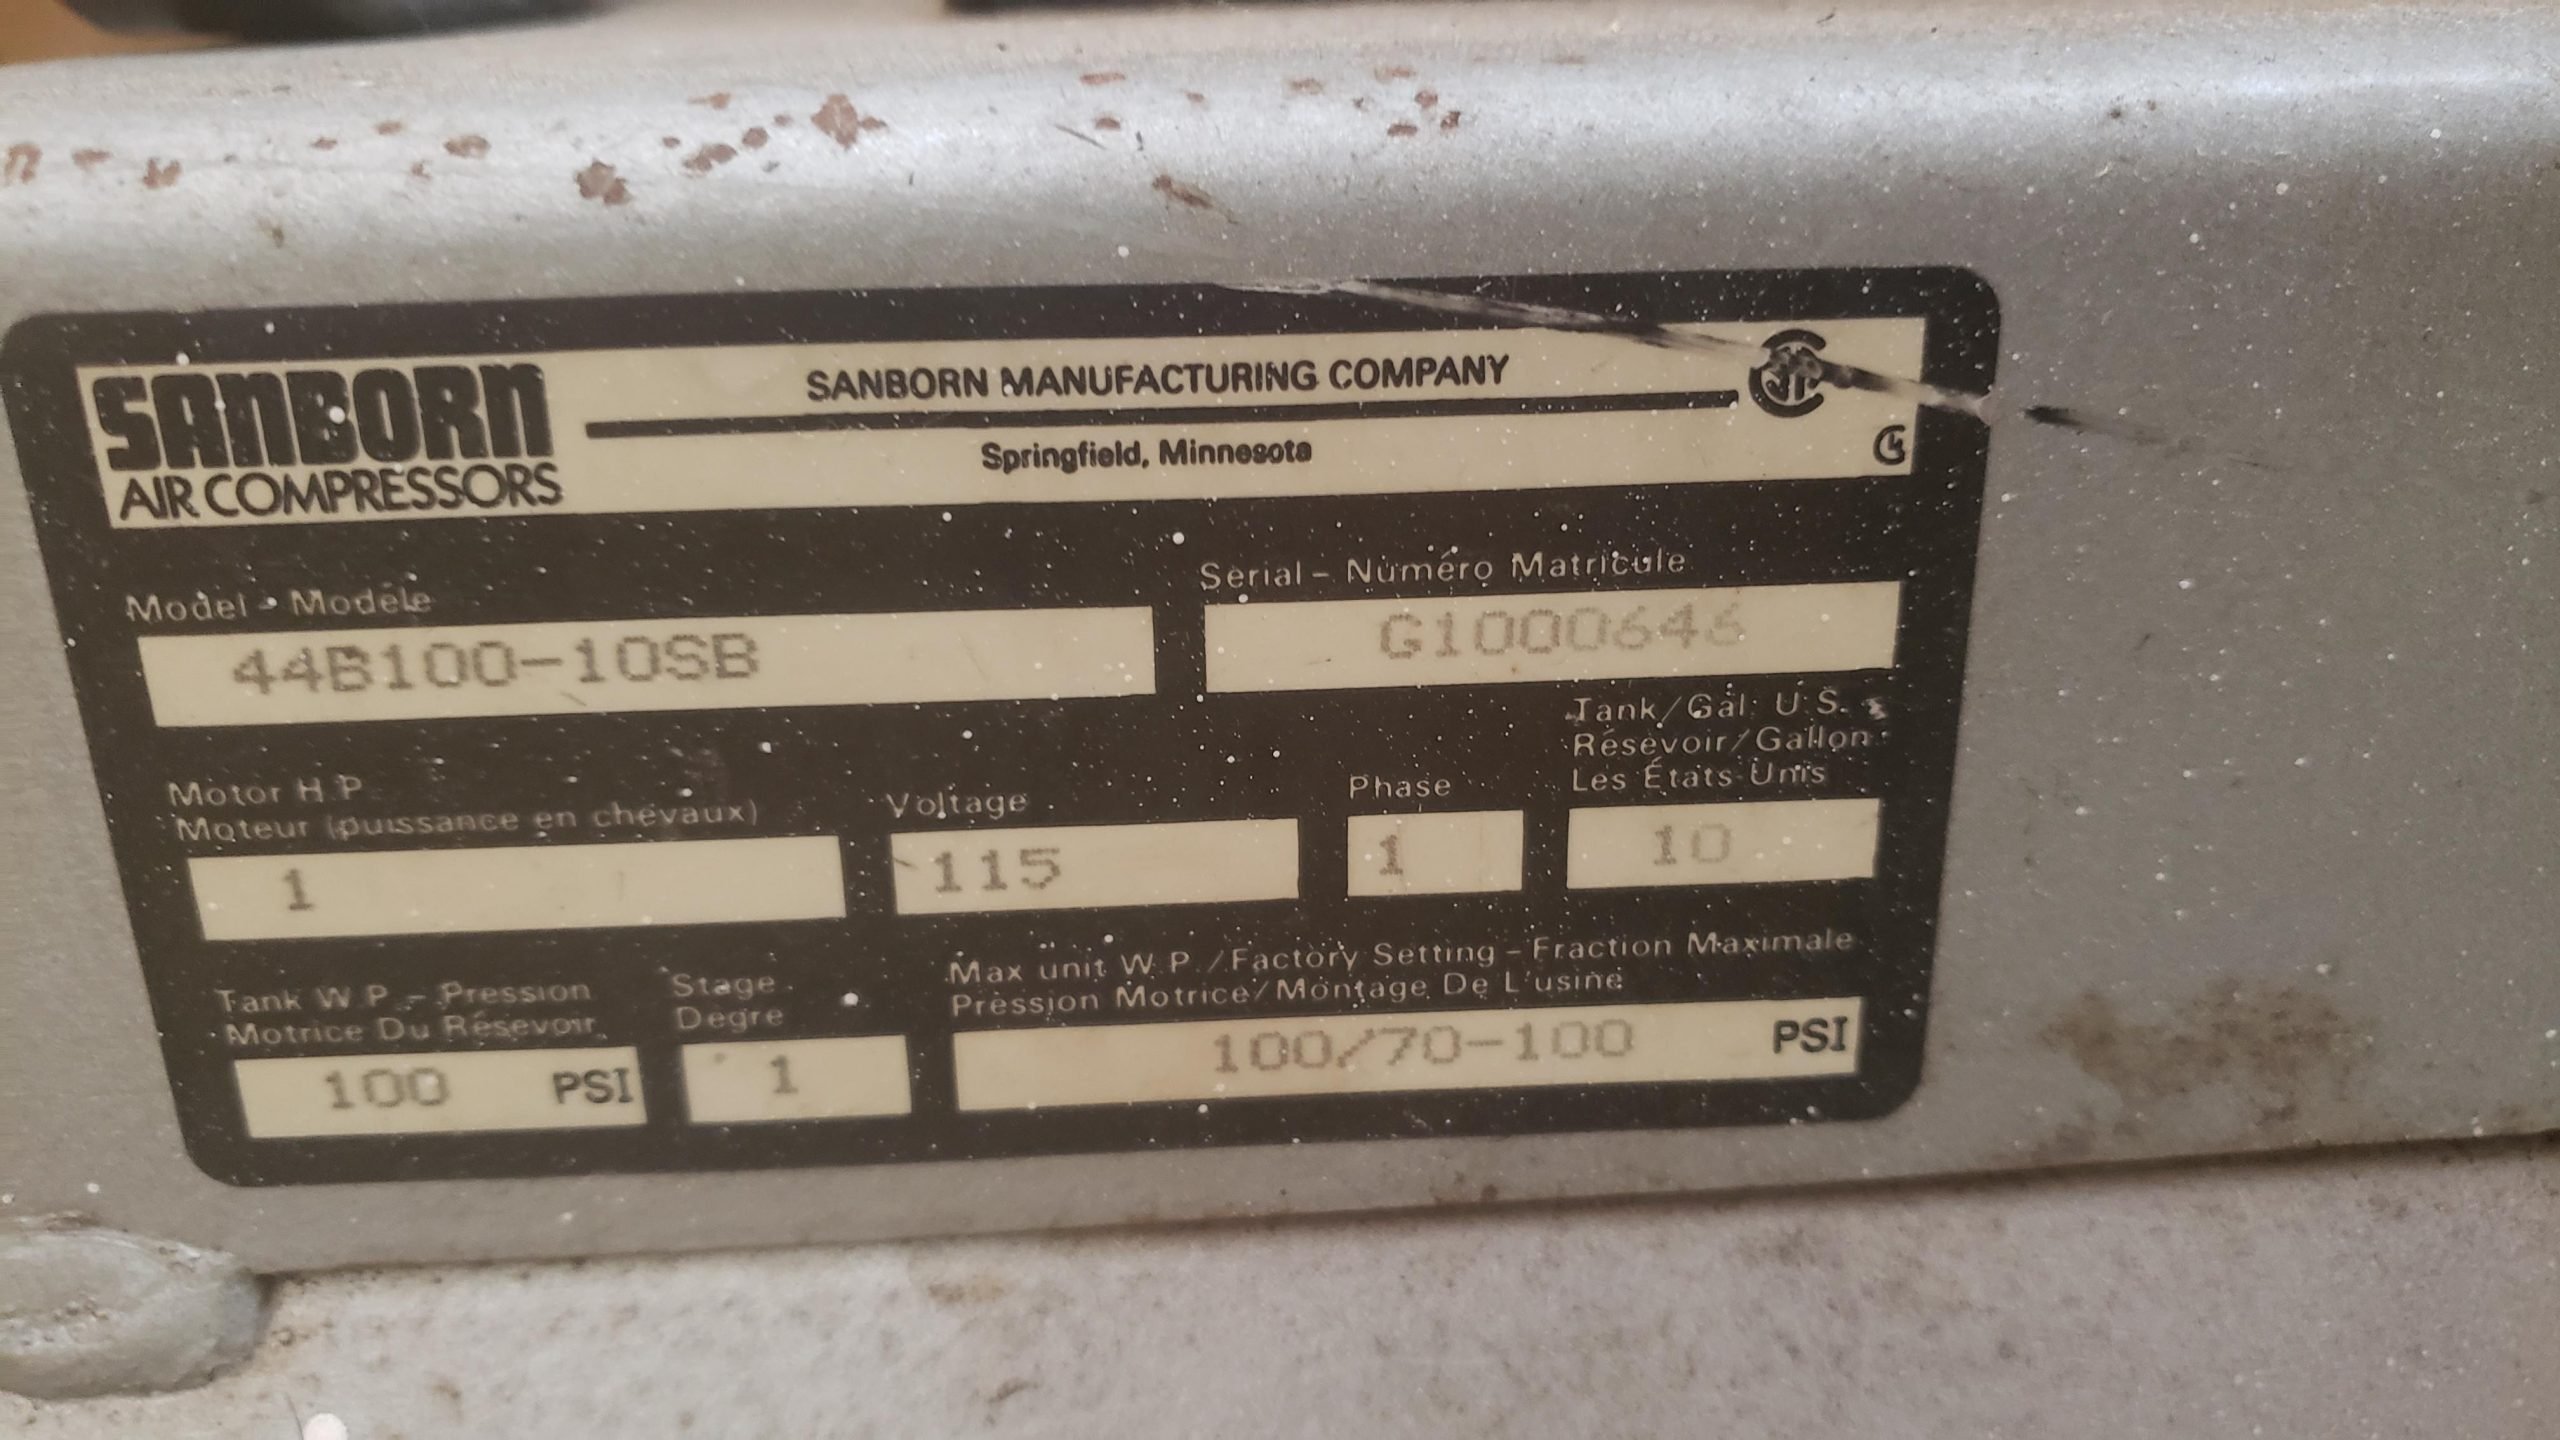 SANBORN
AIR COMPRESSORS
SANBORN MANUFACTURING COMPANY
Springfield, Minnesota
Model - Modèle
44B100-10SB
Serial - Numéro Matricule
G1000646
Motor H.P.
Moteur (puissance en chevaux)
1
Voltage
115
Phase
1
Tank/Gal. U.S.
Résevoir/Gallon
Les États-Unis
10
Tank W.P. - Pression
Motrice Du Résevoir
100 PSI
Stage
Degre
1
Max unit W.P./Factory Setting - Fraction Maximale
Pression Motrice/Montage De L'usine
100/70-100 PSI